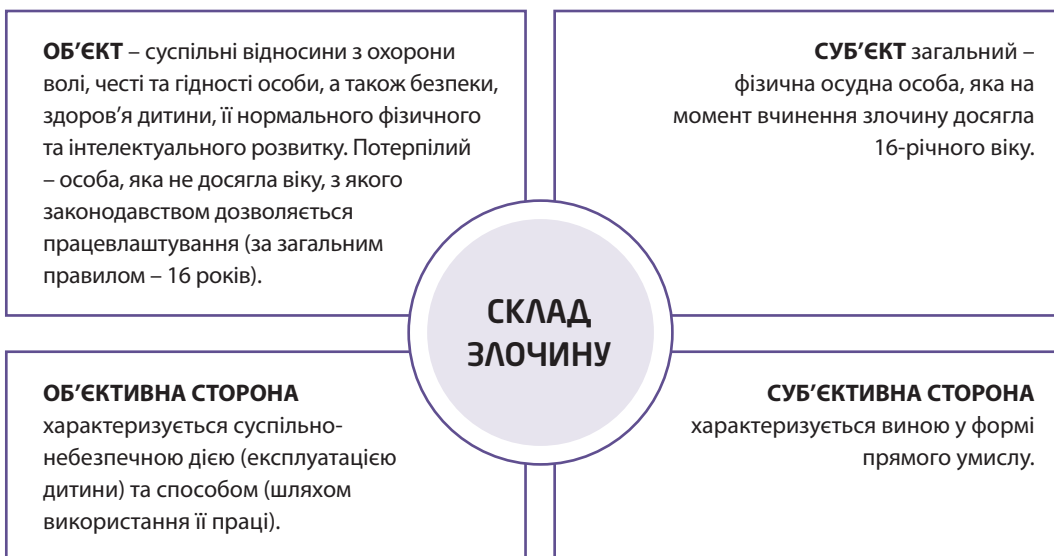 ОБ’ЄКТ – суспільні відносини з охорони
волі, честі та гідності особи, а також безпеки,
здоров’я дитини, її нормального фізичного
та інтелектуального розвитку. Потерпілий
– особа, яка не досягла віку, з якого
законодавством дозволяється
працевлаштування (за загальним
правилом – 16 років).
СУБ’ЄКТ загальний –
фізична осудна особа, яка на
момент вчинення злочину досягла
16-річного віку.
СКЛАД
ЗЛОЧИНУ
ОБ’ЄКТИВНА СТОРОНА
характеризується суспільно-
небезпечною дією (експлуатацією
дитини) та способом (шляхом
використання її праці).
СУБ’ЄКТИВНА СТОРОНА
характеризується виною у формі
прямого умислу.